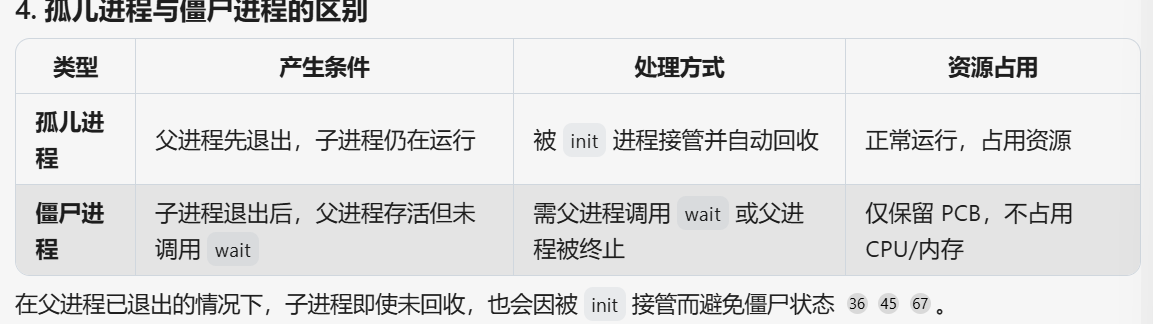 4. 孤儿进程与僵尸进程的区别
类型 产生条件 处理方式 资源占用
孤儿进
程
父进程先退出，子进程仍在运行
被 init 进程接管并自动回收
正常运行，占用资源
僵尸进
程
子进程退出后，父进程存活但未
调用 wait
需父进程调用 wait 或父进
程被终止
仅保留 PCB，不占用
CPU/内存
在父进程已退出的情况下，子进程即使未回收，也会因被 init 接管而避免僵尸状态 36 45 67 。